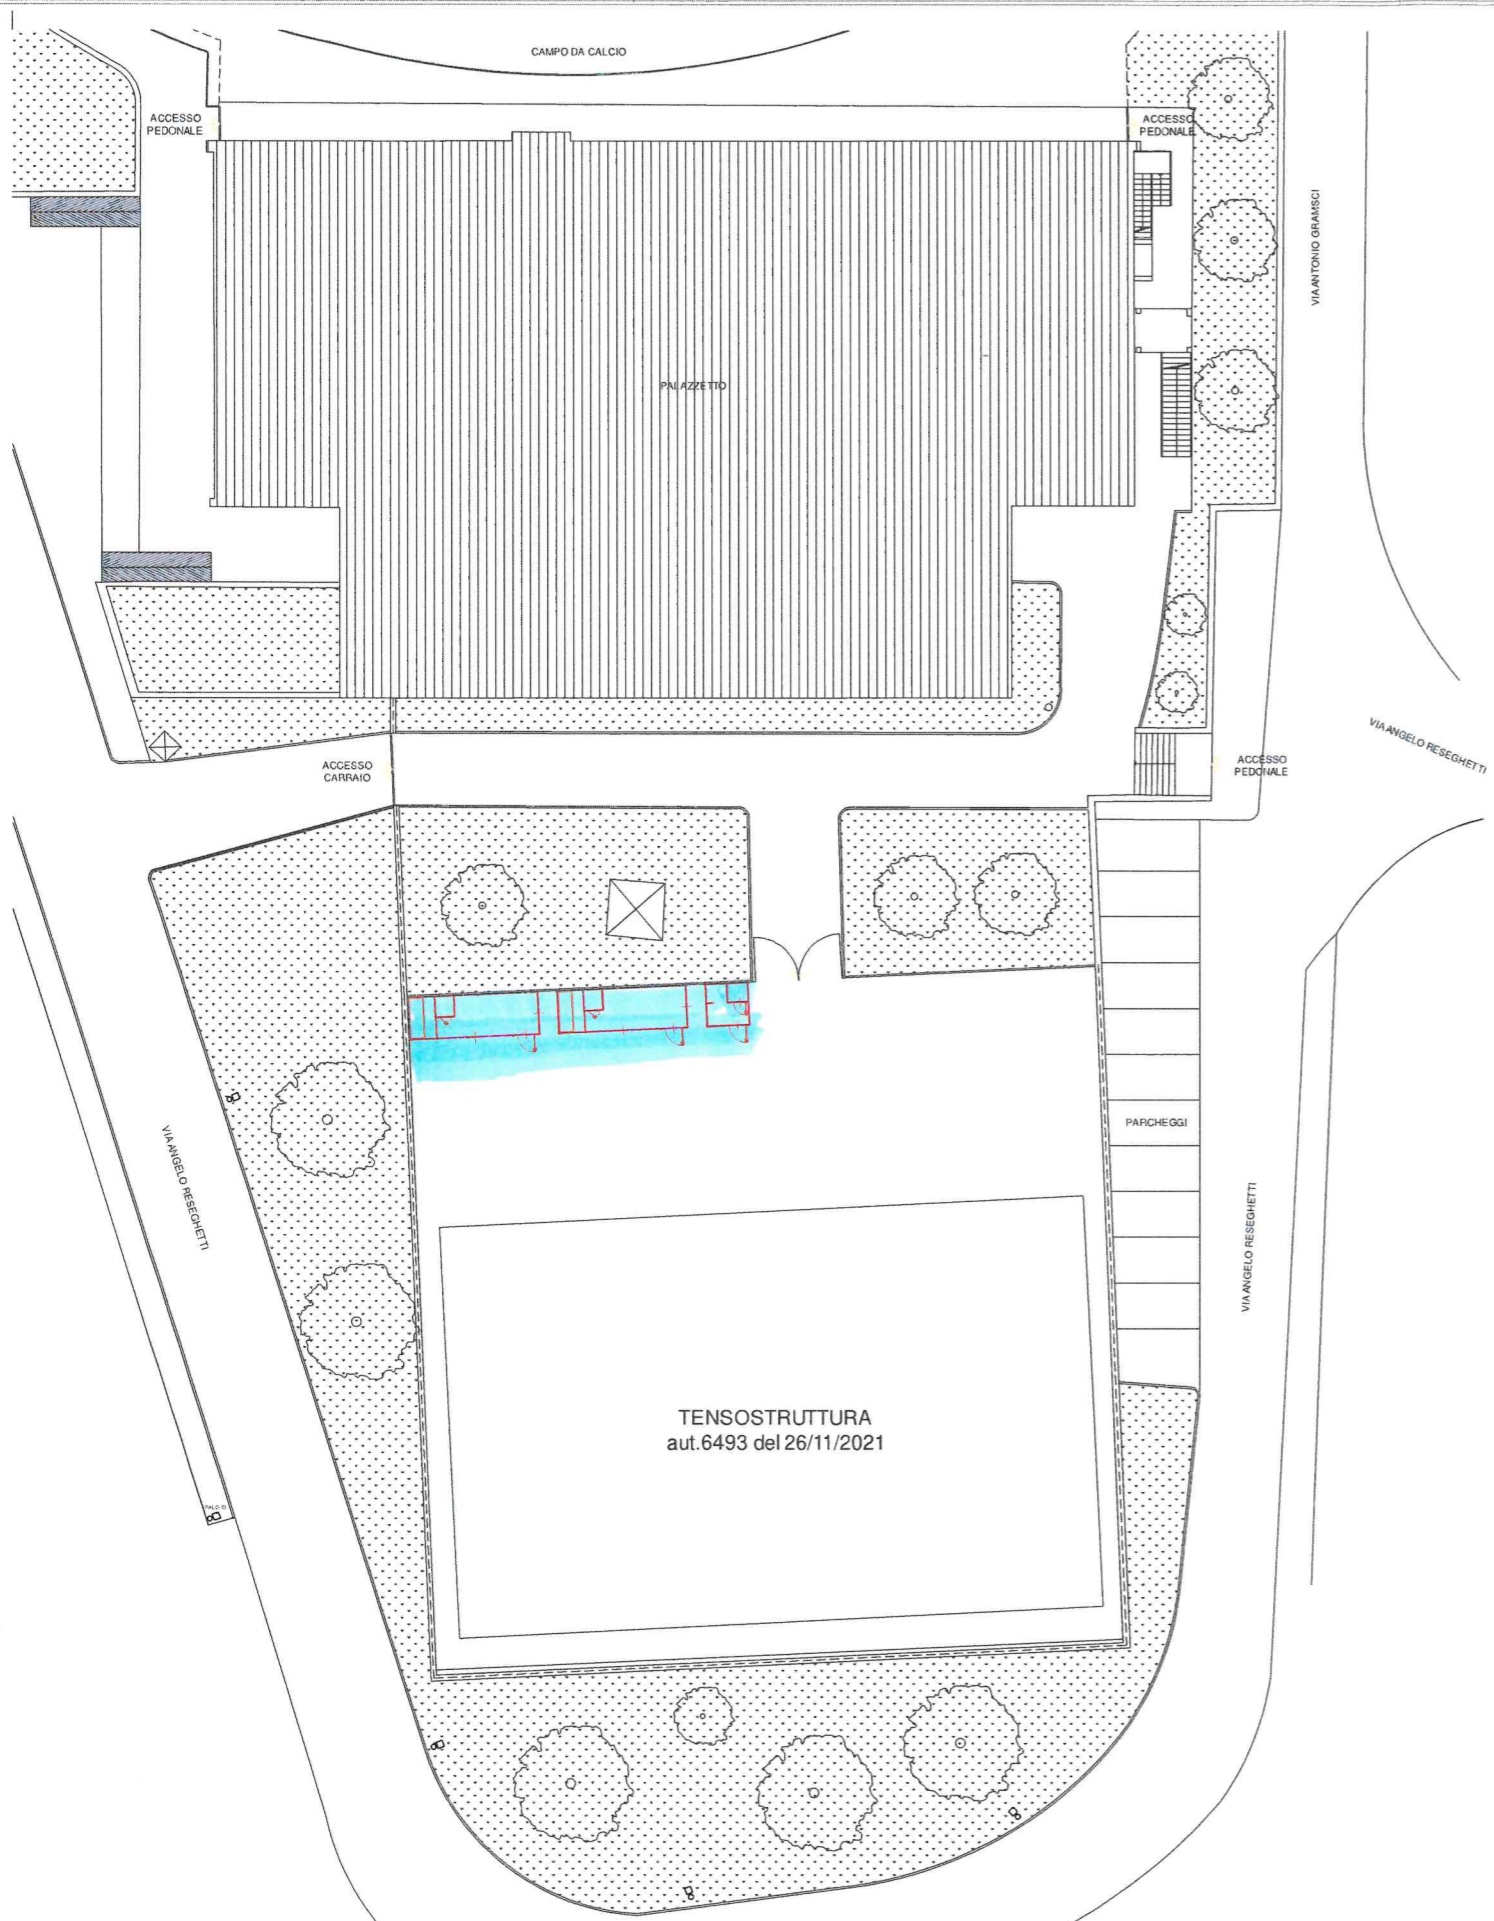 CAMPO DA CALCIO
ACCESSO
PEDONALE
ACCESSO
PEDONALE
VIA ANTONIO GRAMSCI
PALAZZETTO
VIA ANGELO RESEGHETTI
ACCESSO
CARRAIO
ACCESSO
PEDONALE
PARCHEGGI
VIA ANGELO RESEGHETTI
VIA ANGELO RESEGHETTI
TENSOSTRUTTURA
aut.6493 del 26/11/2021